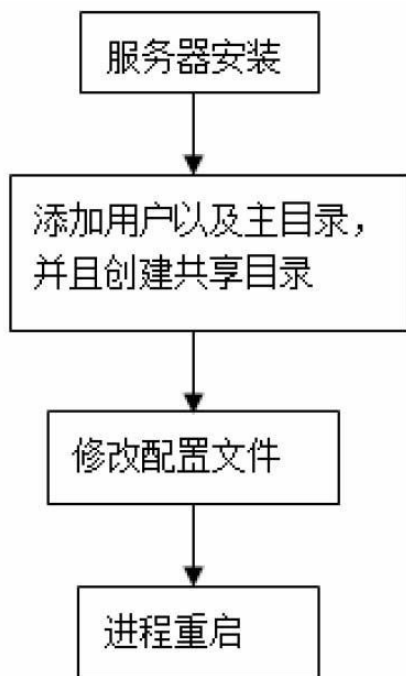 服务器安装
添加用户以及主目录，
并且创建共享目录
修改配置文件
进程重启